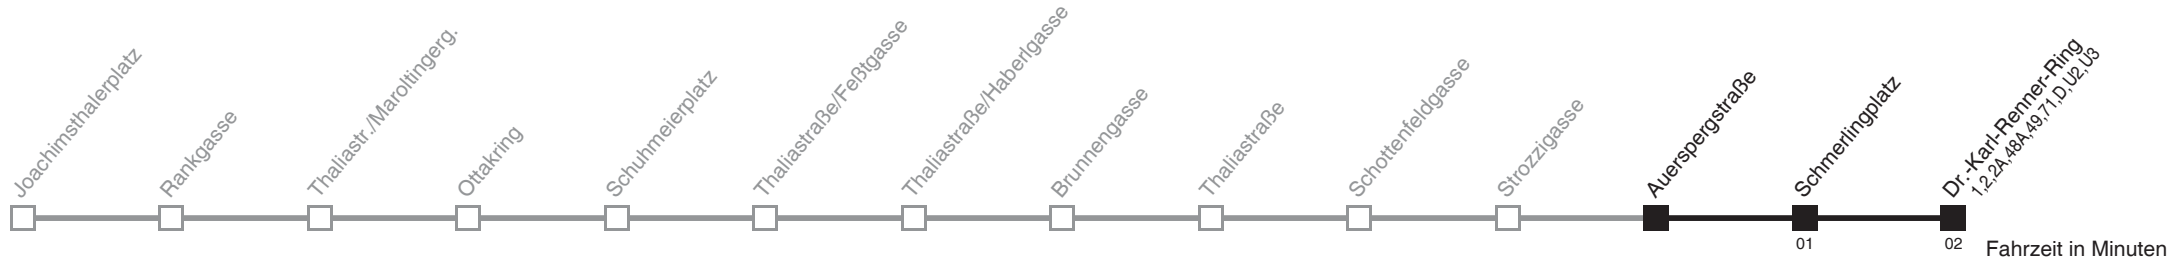 Joachimsthalerplatz
Rankgasse
Thaliastr./Maroltingerg.
Ottakring
Schuhmeierplatz
Thaliastraße/Feßtgasse
Thaliastraße/Haberlgasse
Brunnengasse
Thaliastraße
Schottenfeldgasse
Strozzigasse
Auerspergstraße
Schmerlingplatz
Dr.-Karl-Renner-Ring
1,2,2A,48A,49,71,D,U2,U3
01
02
Fahrzeit in Minuten